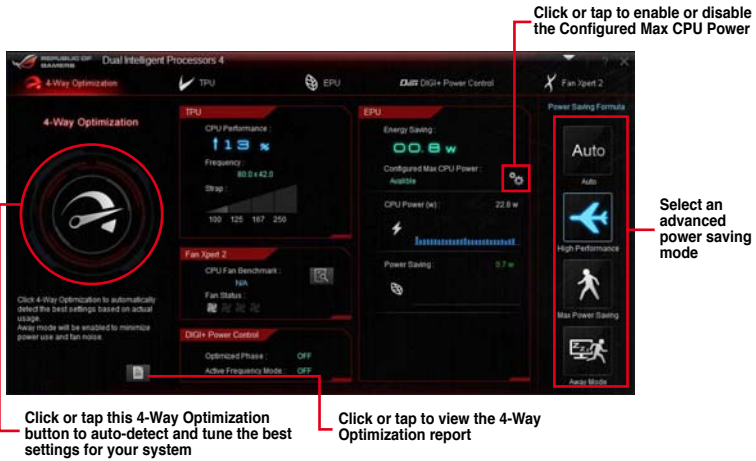 Click or tap to enable or disable
the Configured Max CPU Power
REPUBLIC OF
GAMERS
Dual Intelligent Processors 4
? X
4-Way Optimization
TPU
EPU
DIGI+ Power Control
Fan Xpert 2
4-Way Optimization
Click 4-Way Optimization to automatically
detect the best settings based on actual
usage.
Away mode will be enabled to minimize
power use and fan noise.
TPU
CPU Performance :
13 %
Frequency :
80.0 x 42.0
Strap :
100 125 167 250
Fan Xpert 2
CPU Fan Benchmark :
N/A
Fan Status :
DIGI+ Power Control
Optimized Phase : OFF
Active Frequency Mode : OFF
EPU
Energy Saving :
00.8 w
Configured Max CPU Power :
Availible
CPU Power (w) : 22.8 w
Power Saving : 0.7 w
Power Saving Formula
Auto
Auto
High Performance
Max Power Saving
Away Mode
Select an
advanced
power saving
mode
Click or tap this 4-Way Optimization
button to auto-detect and tune the best
settings for your system
Click or tap to view the 4-Way
Optimization report